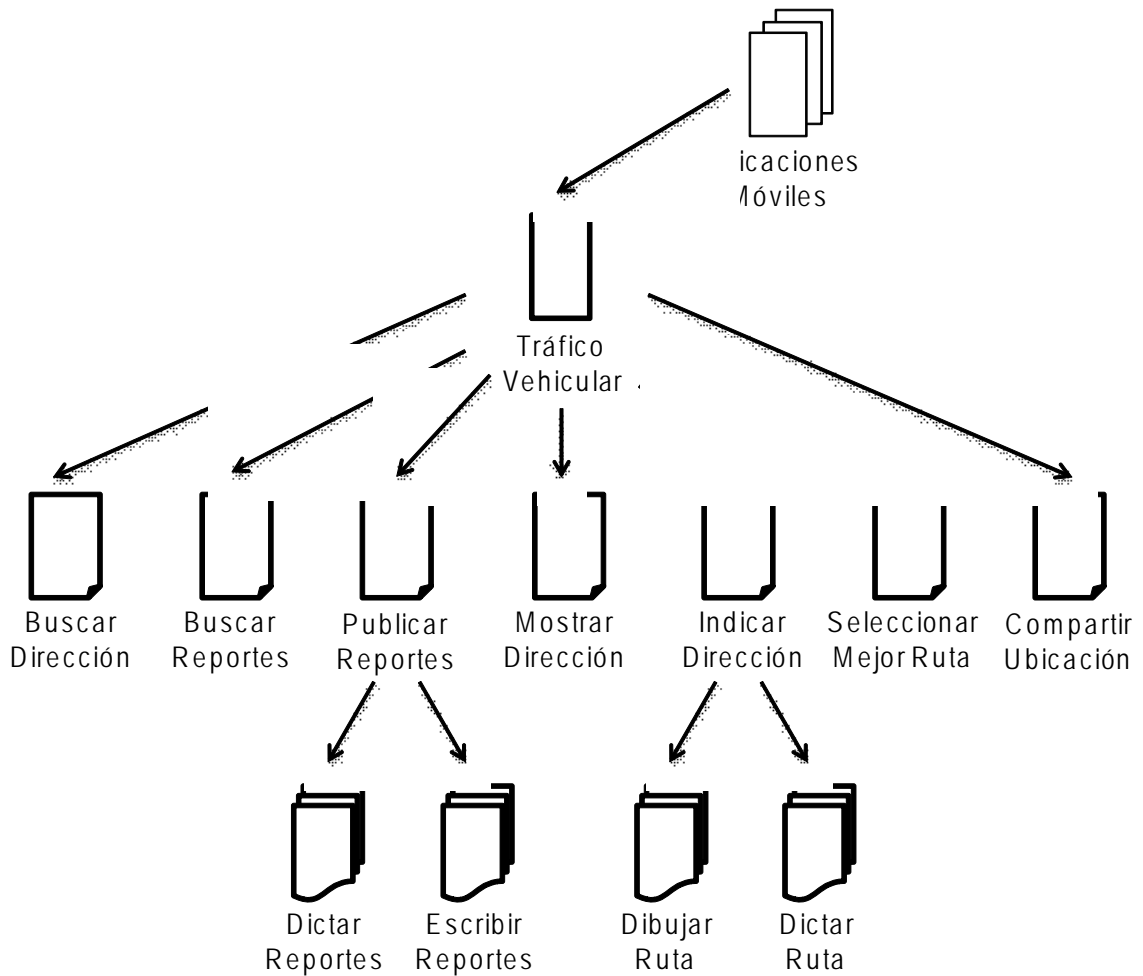 icaciones
Móviles
Tráfico
Vehicular
Buscar
Dirección
Buscar
Reportes
Publicar
Reportes
Mostrar
Dirección
Indicar
Dirección
Seleccionar
Mejor Ruta
Compartir
Ubicación
Dictar
Reportes
Escribir
Reportes
Dibujar
Ruta
Dictar
Ruta